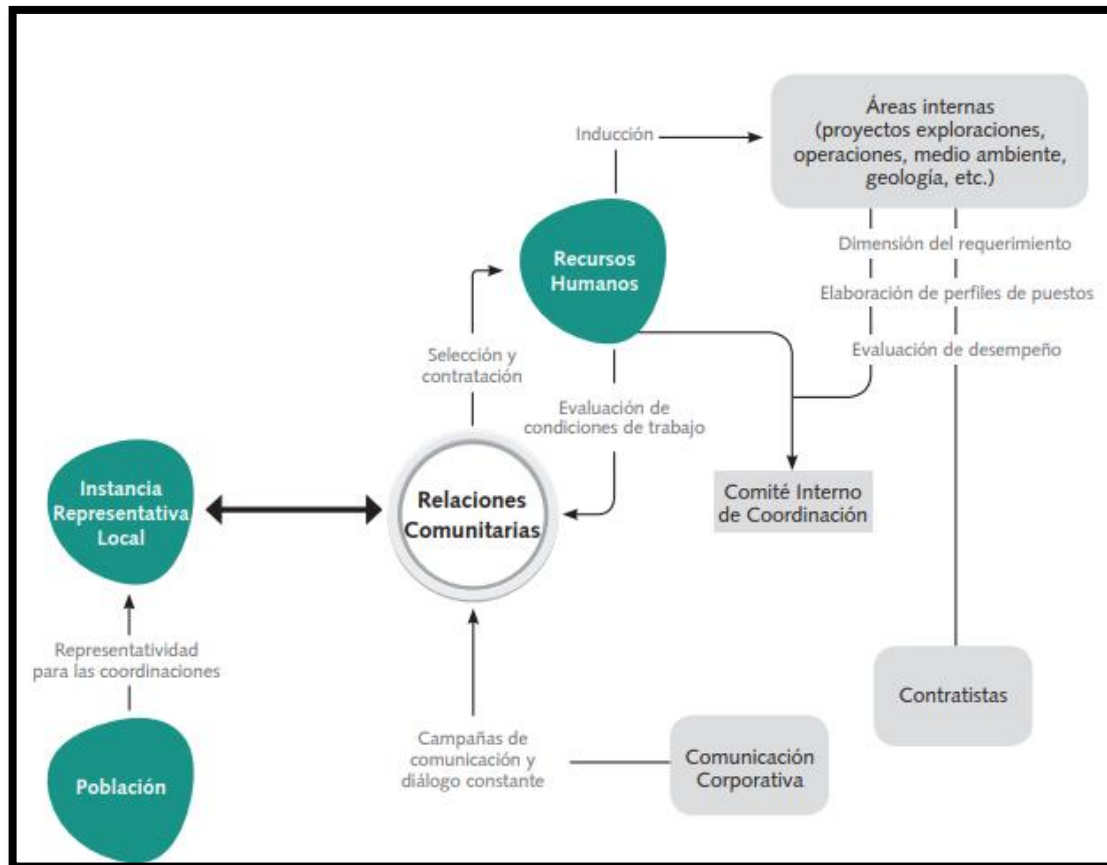 Áreas internas
(proyectos exploraciones,
operaciones, medio ambiente,
geología, etc.)
Inducción
Recursos
Humanos
Dimensión del requerimiento
Elaboración de perfiles de puestos
Evaluación de desempeño
Selección y
contratación
Evaluación de
condiciones de trabajo
Instancia
Representativa
Local
Relaciones
Comunitarias
Comité Interno
de Coordinación
Representatividad
para las coordinaciones
Contratistas
Población
Campañas de
comunicación y
diálogo constante
Comunicación
Corporativa